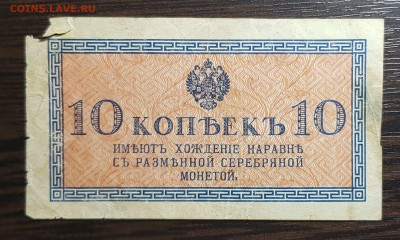 COINS.LAVE.RU
10 КОПѢЕКЪ 10
ИМѢЮТЪ ХОЖДЕНІЕ НАРАВНѢ
СЪ РАЗМѢННОЙ СЕРЕБРЯНОЙ
МОНЕТОЙ.